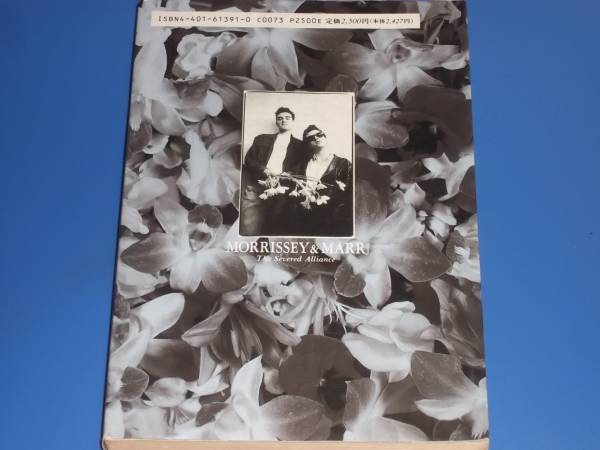 ISBN4-401-61391-0 C0073 P2500E 定価2,500円(本体2,427円)
MORRISSEY & MARR
The Severed Alliance